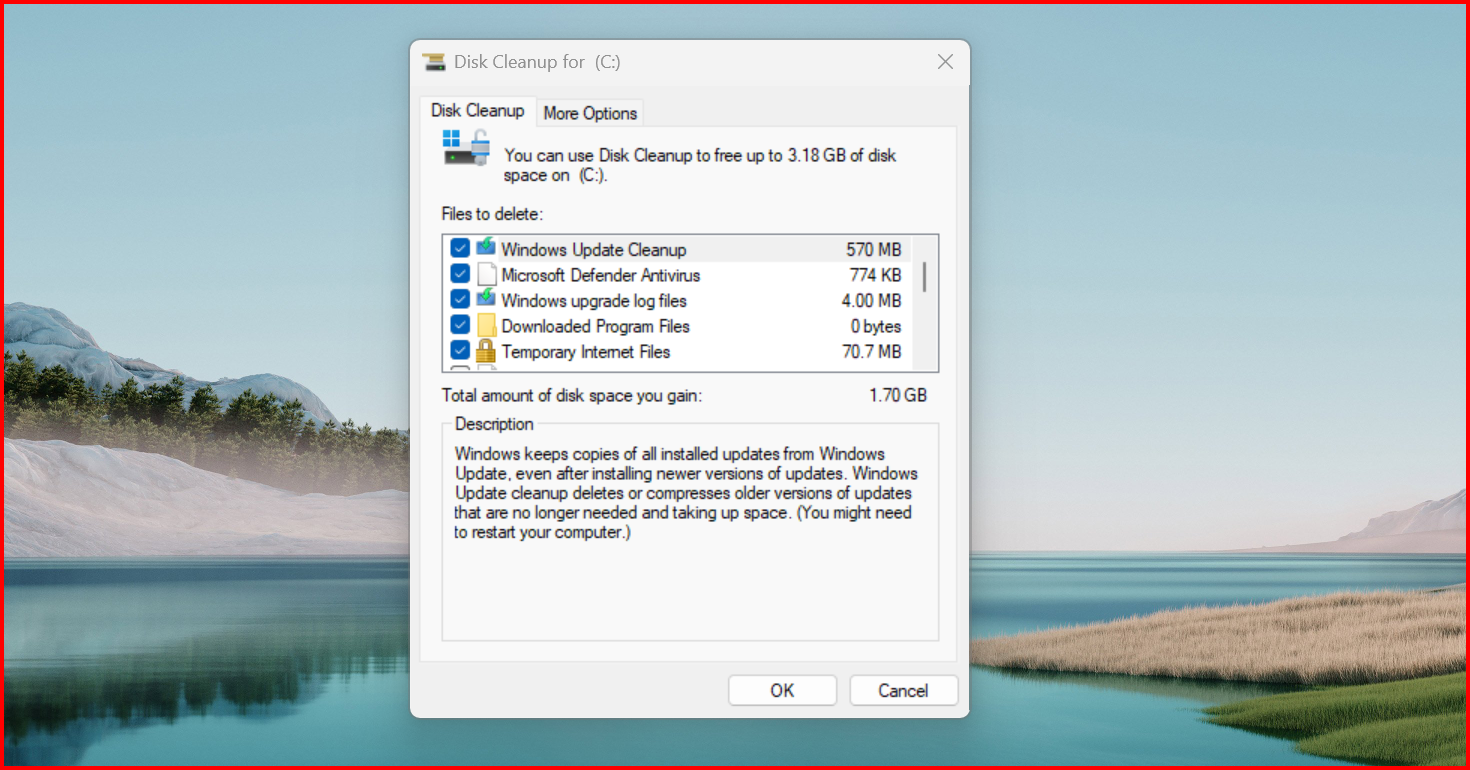 Disk Cleanup for (C:)
Disk Cleanup
More Options
You can use Disk Cleanup to free up to 3.18 GB of disk
space on (C:).
Files to delete:
Windows Update Cleanup 570 MB
Microsoft Defender Antivirus 774 KB
Windows upgrade log files 4.00 MB
Downloaded Program Files 0 bytes
Temporary Internet Files 70.7 MB
Total amount of disk space you gain: 1.70 GB
Description
Windows keeps copies of all installed updates from Windows
Update, even after installing newer versions of updates. Windows
Update cleanup deletes or compresses older versions of updates
that are no longer needed and taking up space. (You might need
to restart your computer.)
OK
Cancel